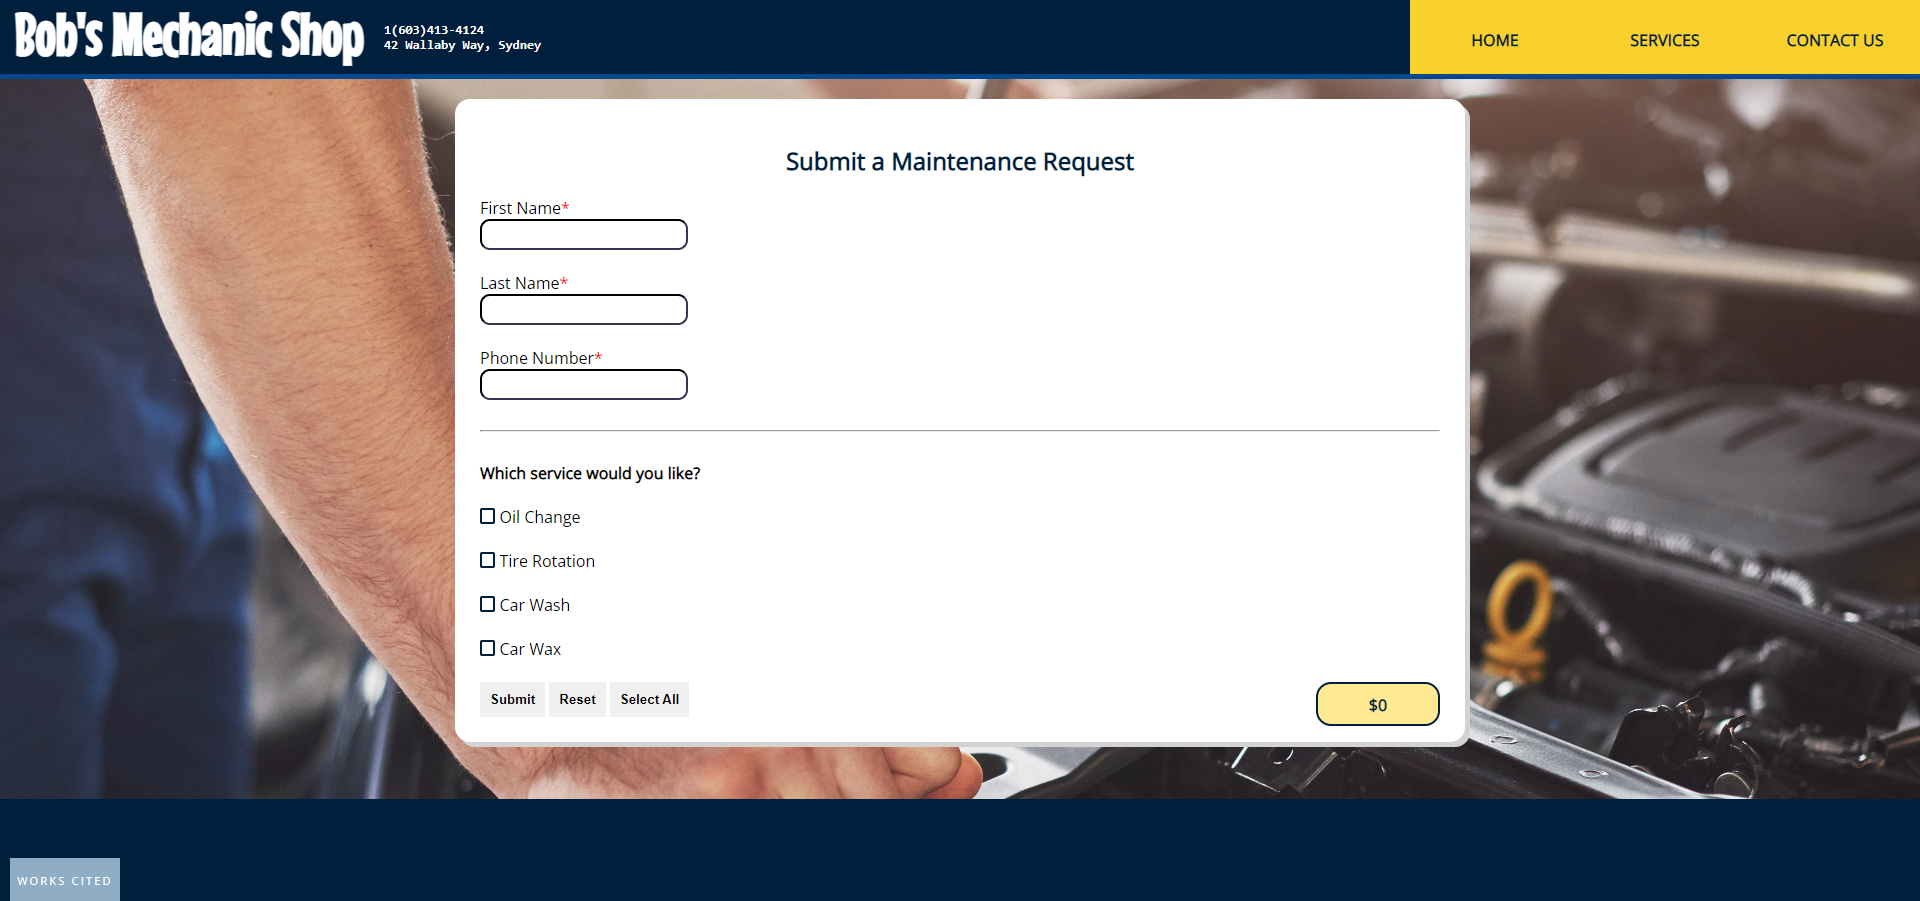 Bob's Mechanic Shop
1(603)413-4124
42 Wallaby Way, Sydney
HOME
SERVICES
CONTACT US
Submit a Maintenance Request
First Name*
Last Name*
Phone Number*
Which service would you like?
Oil Change
Tire Rotation
Car Wash
Car Wax
Submit
Reset
Select All
$0
WORKS CITED